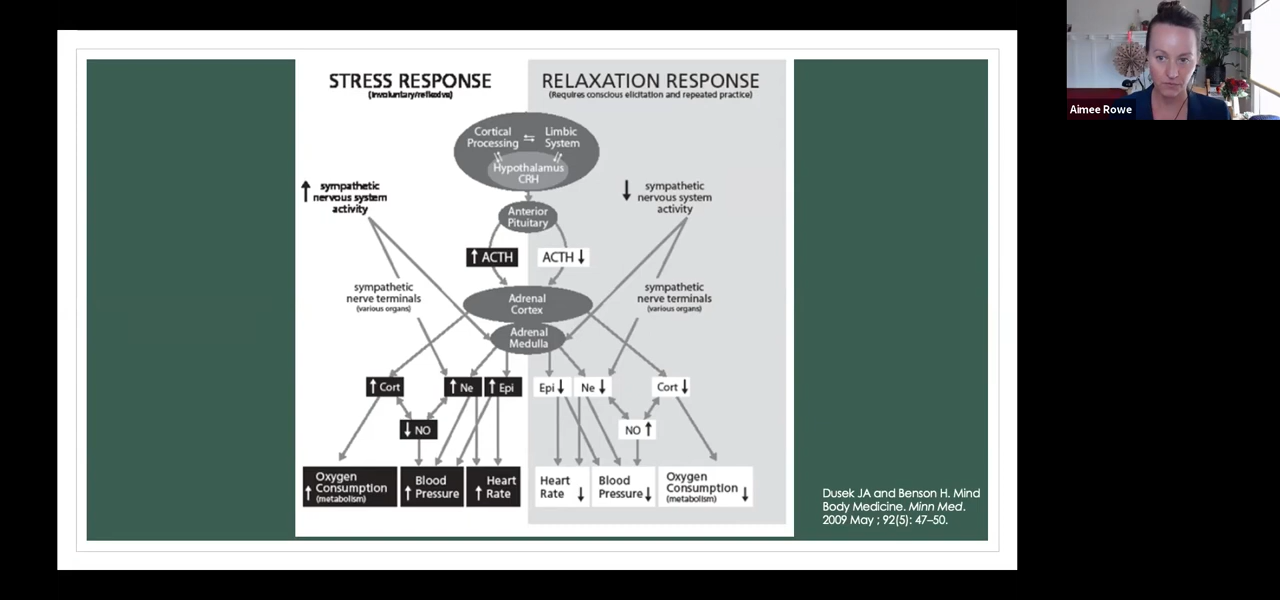 STRESS RESPONSE
(involuntary/reflexive)
RELAXATION RESPONSE
(Requires conscious elicitation and repeated practice)
Cortical
Processing
Limbic
System
Hypothalamus
CRH
↑ sympathetic
nervous system
activity
↓ sympathetic
nervous system
activity
Anterior
Pituitary
↑ ACTH
ACTH ↓
sympathetic
nerve terminals
(various organs)
sympathetic
nerve terminals
(various organs)
Adrenal
Cortex
Adrenal
Medulla
↑ Cort
↑ Ne
↑ Epi
Epi ↓
Ne ↓
Cort ↓
↓ NO
NO ↑
↑ Oxygen
Consumption
(metabolism)
Blood
↑ Pressure
↑ Heart
Rate
Heart
Rate ↓
Blood
Pressure ↓
Oxygen
Consumption
(metabolism) ↓
Dusek JA and Benson H. Mind
Body Medicine. Minn Med.
2009 May ; 92(5): 47–50.
Aimee Rowe